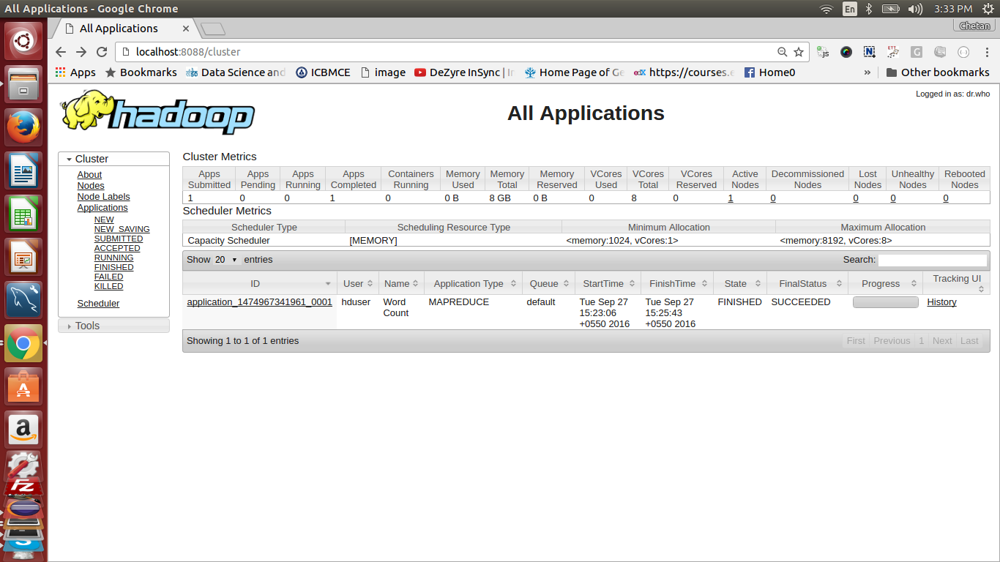 All Applications - Google Chrome
En
3:33 PM
All Applications
Chetan
localhost:8088/cluster
Apps
Bookmarks
Data Science and
ICBMCE
image
DeZyre InSync | In
Home Page of Ge
https://courses.e
Home0
»
Other bookmarks
hadoop
All Applications
Logged in as: dr.who
Cluster
About
Nodes
Node Labels
Applications
NEW
NEW_SAVING
SUBMITTED
ACCEPTED
RUNNING
FINISHED
FAILED
KILLED
Scheduler
Tools
Cluster Metrics
Apps Submitted Apps Pending Apps Running Apps Completed Containers Running Memory Used Memory Total Memory Reserved VCores Used VCores Total VCores Reserved Active Nodes Decommissioned Nodes Lost Nodes Unhealthy Nodes Rebooted Nodes
1 0 0 1 0 0 B 8 GB 0 B 0 8 0 1 0 0 0 0
Scheduler Metrics
Scheduler Type Scheduling Resource Type Minimum Allocation Maximum Allocation
Capacity Scheduler [MEMORY] <memory:1024, vCores:1> <memory:8192, vCores:8>
Show 20 entries Search:
ID User Name Application Type Queue StartTime FinishTime State FinalStatus Progress Tracking UI
application_1474967341961_0001 hduser Word Count MAPREDUCE default Tue Sep 27 15:23:06 +0550 2016 Tue Sep 27 15:25:43 +0550 2016 FINISHED SUCCEEDED History
Showing 1 to 1 of 1 entries First Previous 1 Next Last